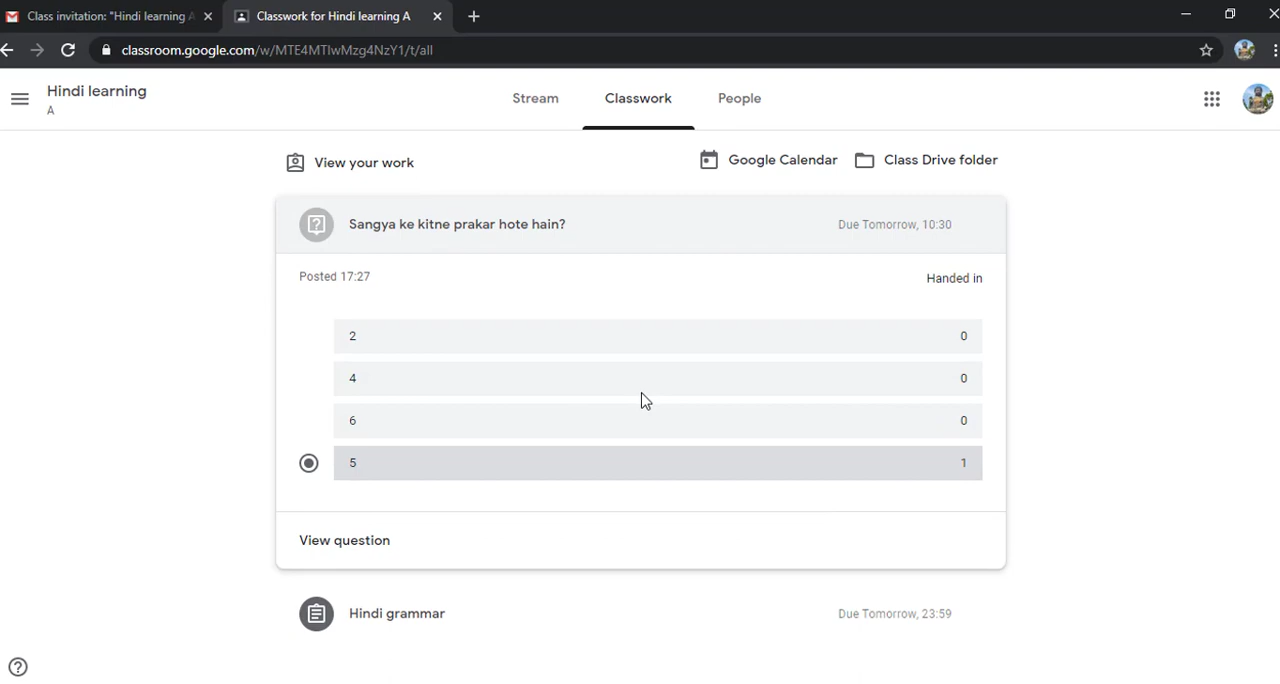 Class invitation: "Hindi learning A
Classwork for Hindi learning A
classroom.google.com/w/MTE4MTIwMzg4NzY1/t/all
Hindi learning
A
Stream
Classwork
People
View your work
Google Calendar
Class Drive folder
Sangya ke kitne prakar hote hain?
Due Tomorrow, 10:30
Posted 17:27
Handed in
2 0
4 0
6 0
5 1
View question
Hindi grammar
Due Tomorrow, 23:59